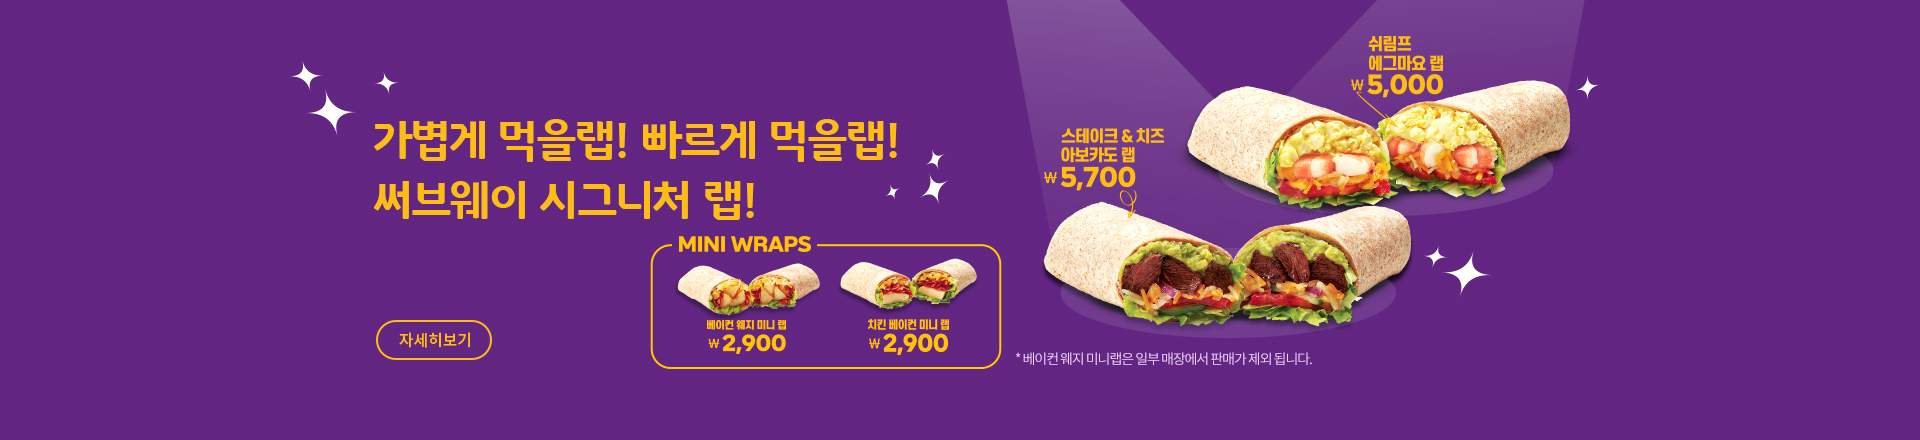 가볍게 먹을랩! 빠르게 먹을랩!
써브웨이 시그니처 랩!
자세히보기
MINI WRAPS
베이컨 웨지 미니 랩
₩ 2,900
치킨 베이컨 미니 랩
₩ 2,900
스테이크 & 치즈
아보카도 랩
₩ 5,700
쉬림프
에그마요 랩
₩ 5,000
* 베이컨 웨지 미니랩은 일부 매장에서 판매가 제외 됩니다.